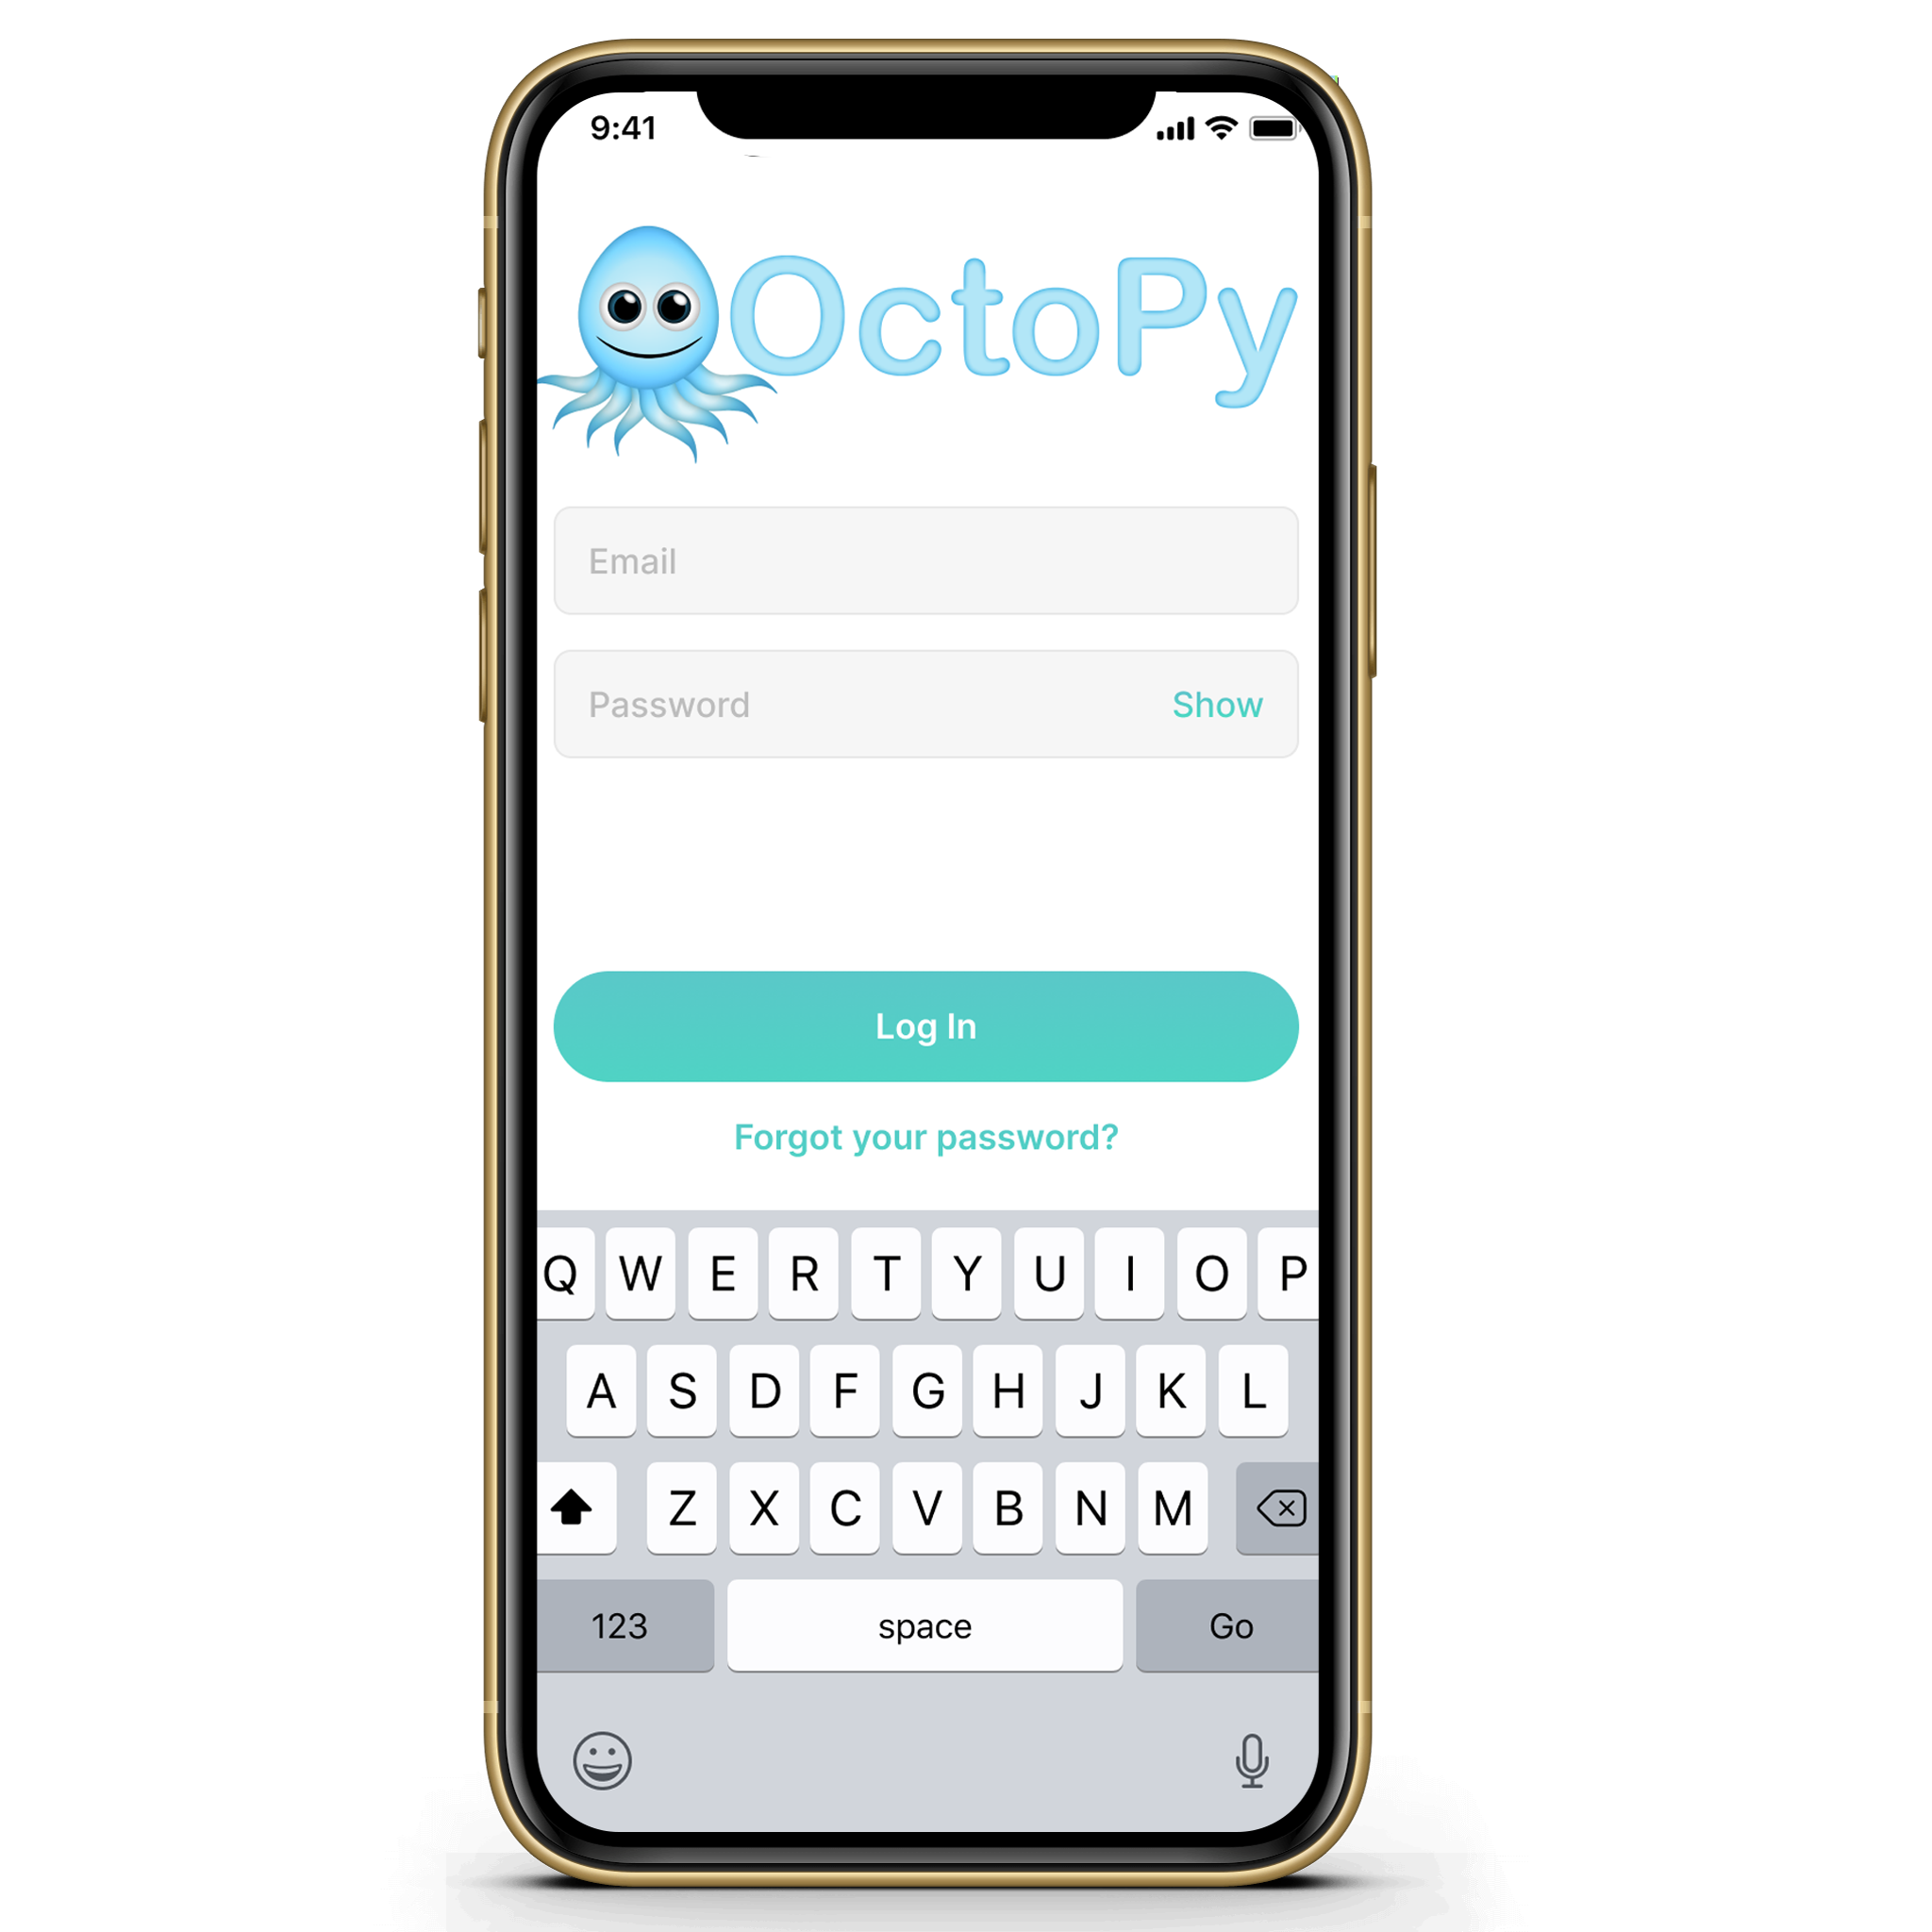 9:41
OctoPy
Email
Password Show
Log In
Forgot your password?
Q W E R T Y U I O P
A S D F G H J K L
Z X C V B N M
123 space Go